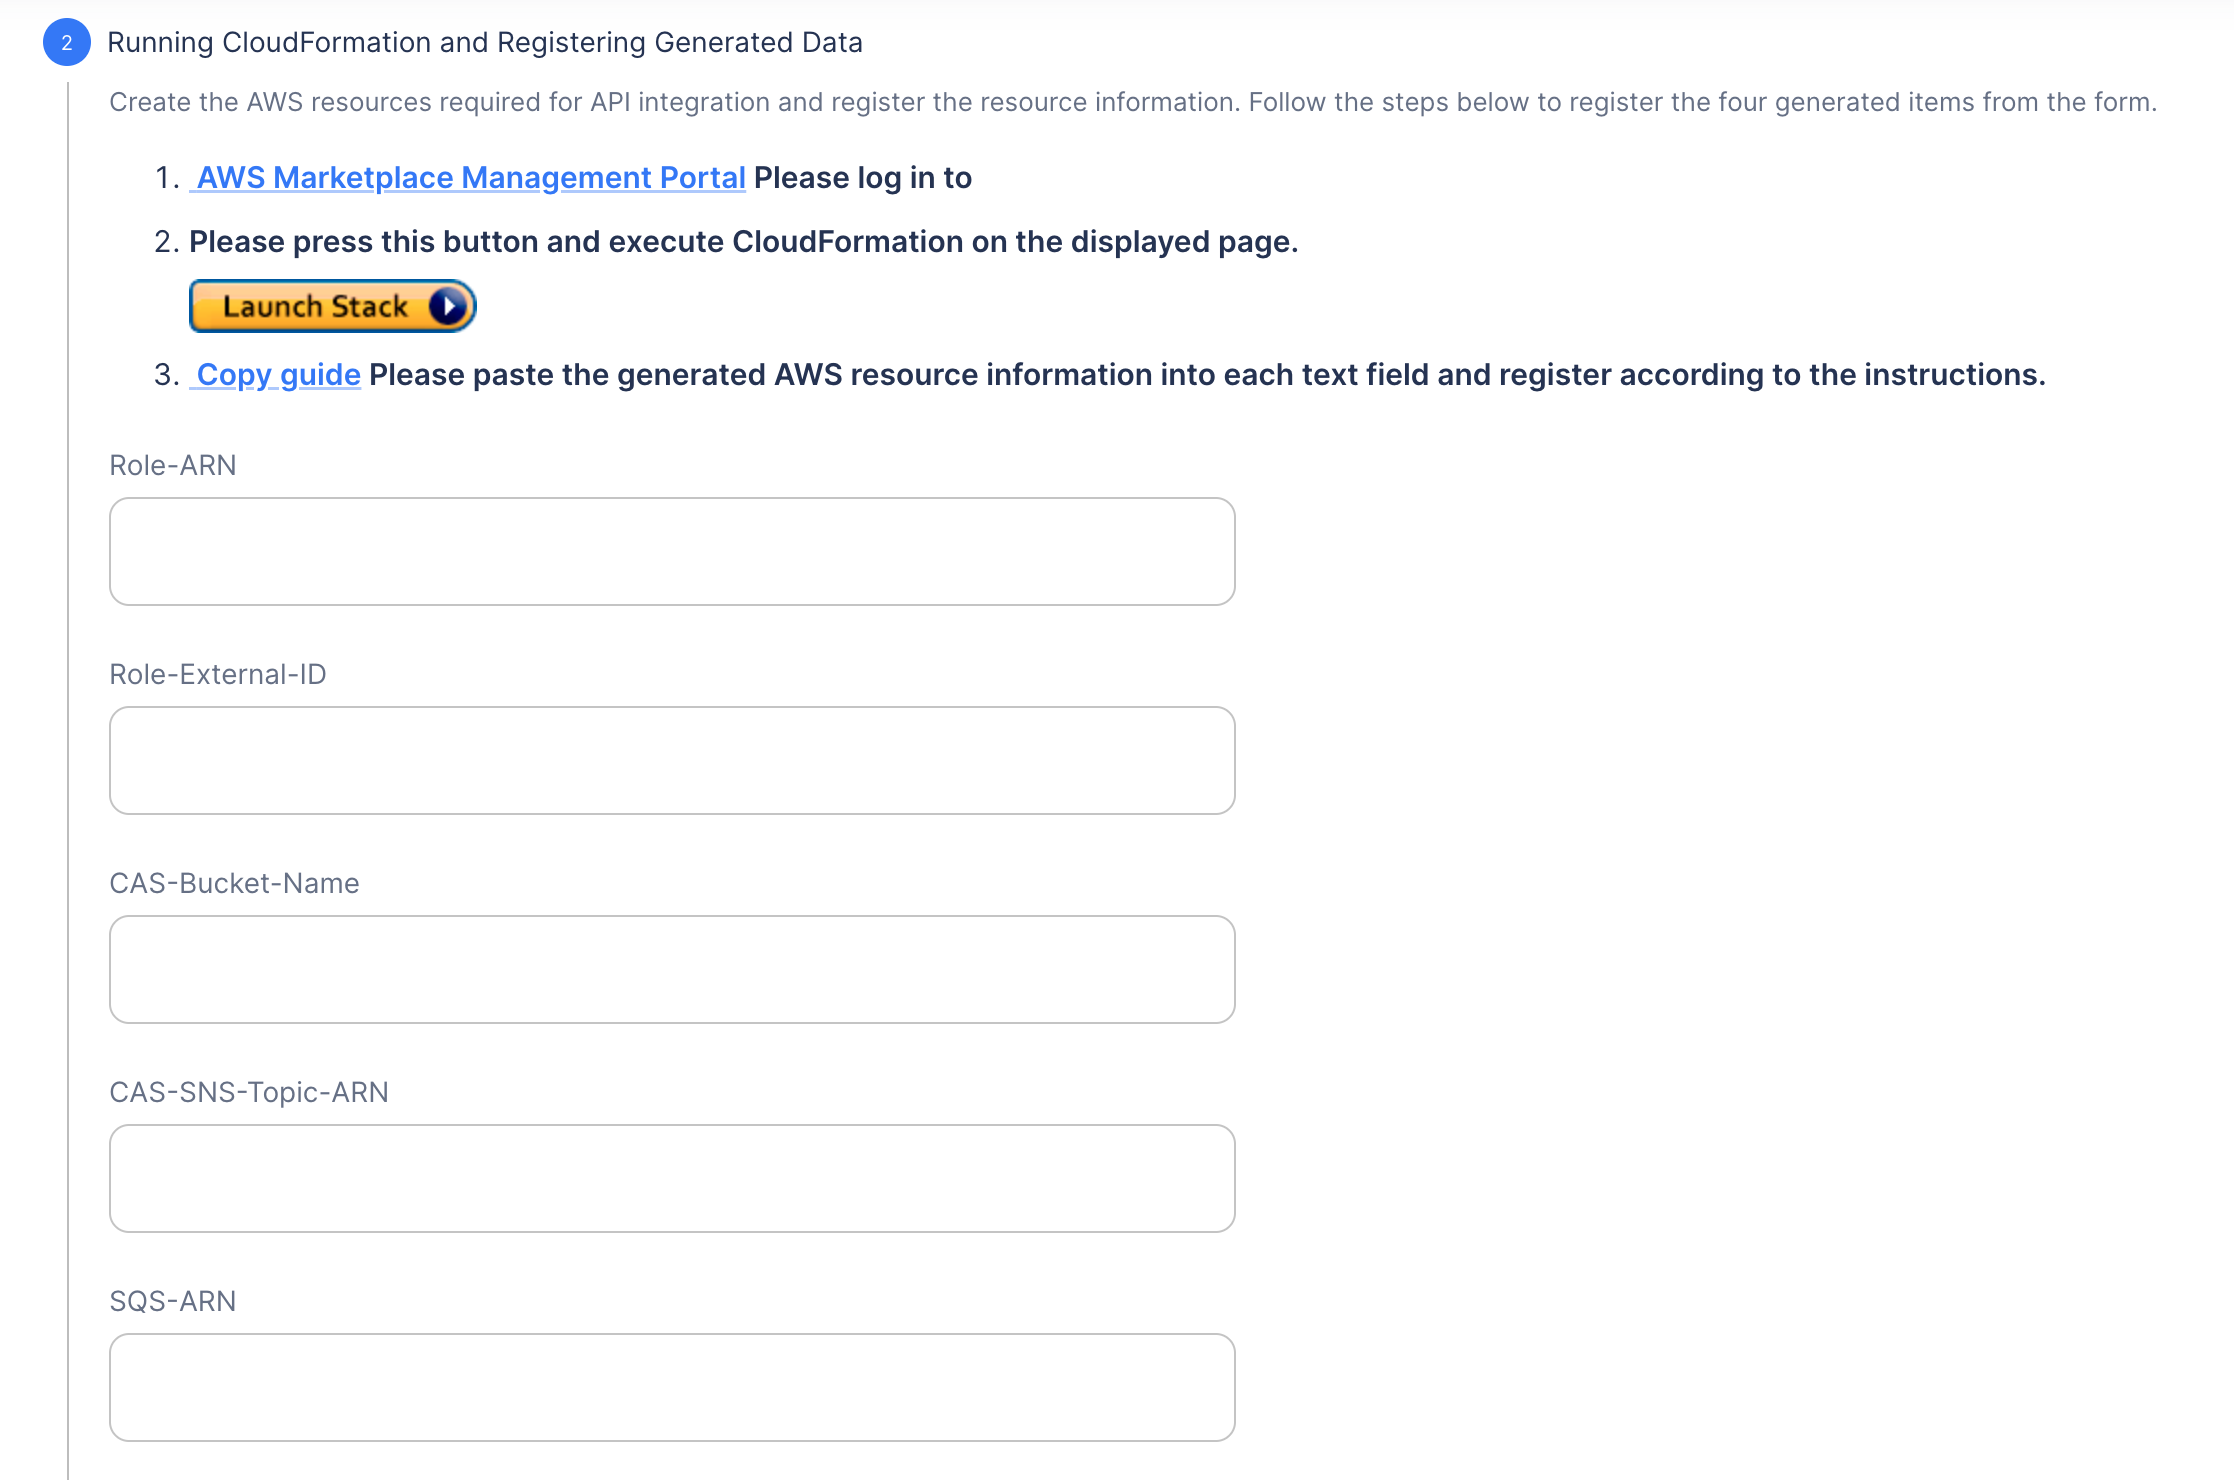 2 Running CloudFormation and Registering Generated Data
Create the AWS resources required for API integration and register the resource information. Follow the steps below to register the four generated items from the form.
1. AWS Marketplace Management Portal Please log in to
2. Please press this button and execute CloudFormation on the displayed page.
Launch Stack
3. Copy guide Please paste the generated AWS resource information into each text field and register according to the instructions.
Role-ARN
Role-External-ID
CAS-Bucket-Name
CAS-SNS-Topic-ARN
SQS-ARN